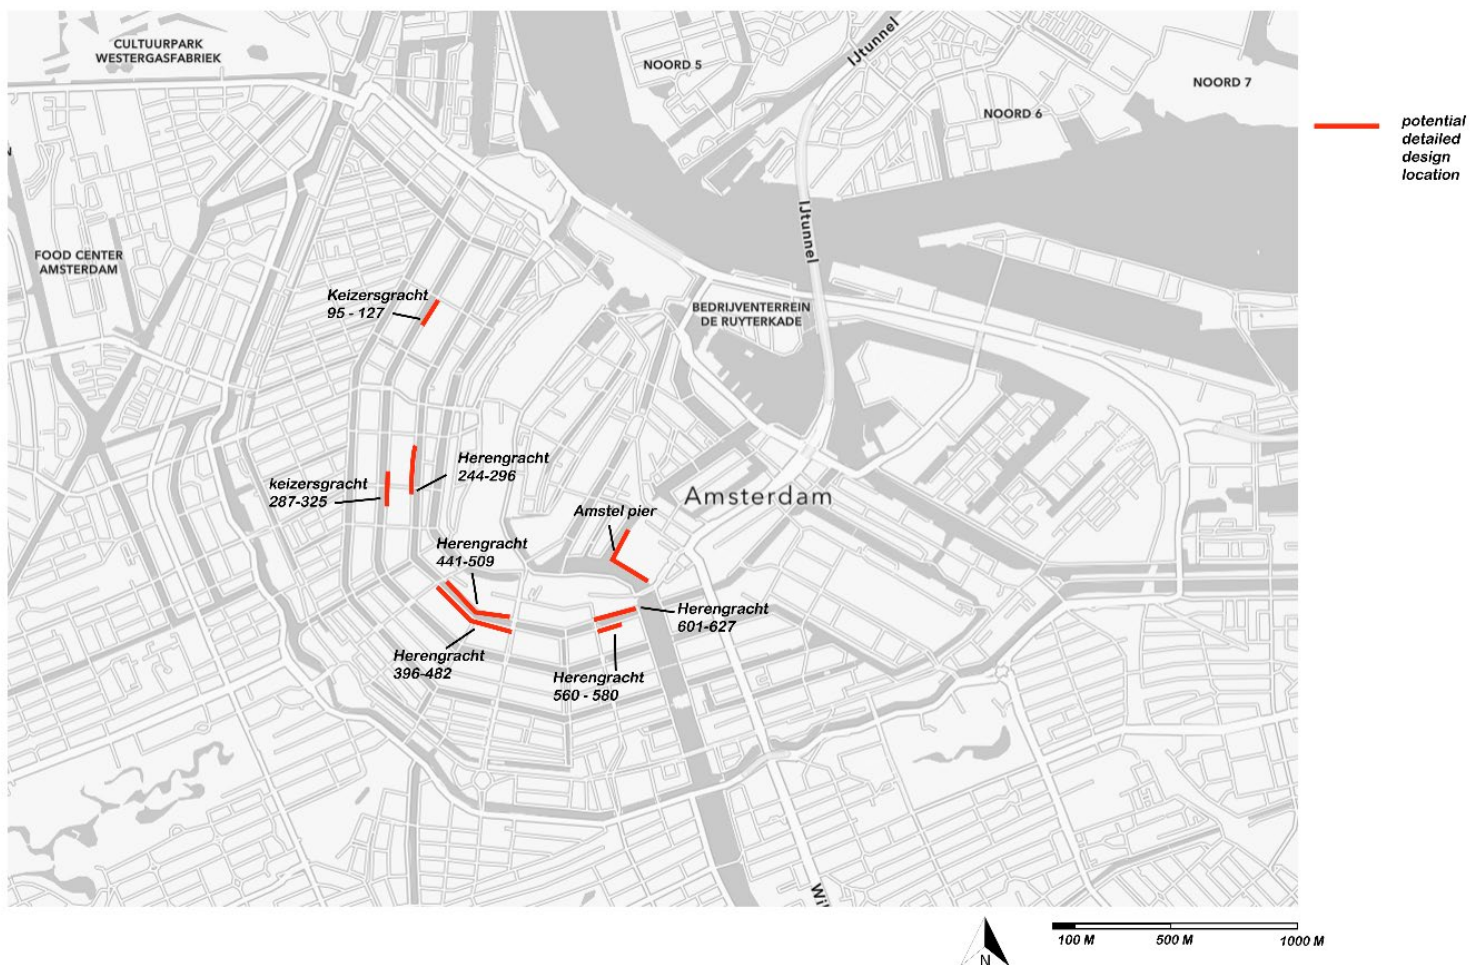 CULTUURPARK
WESTERGASFABRIEK
NOORD 5
IJtunnel
NOORD 6
NOORD 7
potential
detailed
design
location
N
FOOD CENTER
AMSTERDAM
IJtunnel
Keizersgracht
95 - 127
BEDRIJVENTERREIN
DE RUYTERKADE
Herengracht
244-296
keizersgracht
287-325
Amsterdam
Amstel pier
Herengracht
441-509
Herengracht
601-627
Herengracht
396-482
Herengracht
560 - 580
Wi
N
100 M
500 M
1000 M